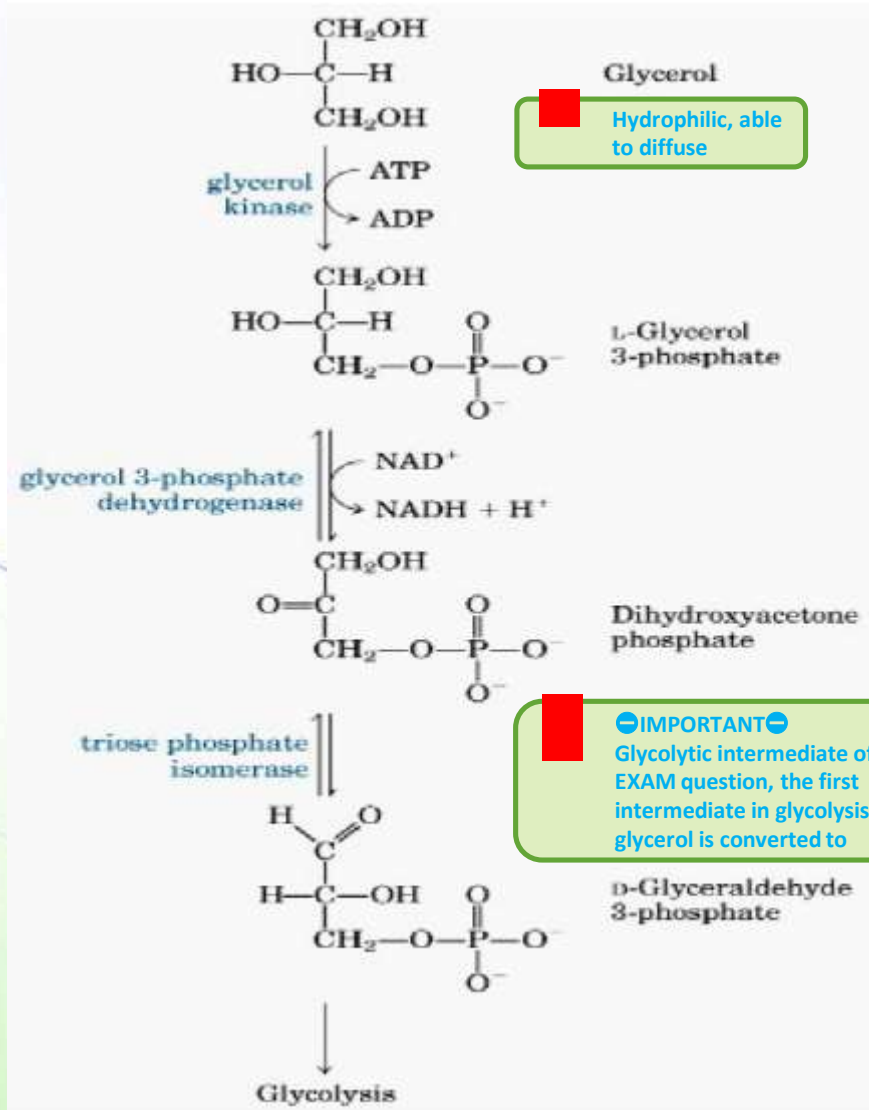 CH₂OH
HO—C—H
CH₂OH
Glycerol
Hydrophilic, able
to diffuse
glycerol
kinase
ATP
ADP
CH₂OH
HO—C—H
O
CH₂—O—P—O⁻
O⁻
L-Glycerol
3-phosphate
glycerol 3-phosphate
dehydrogenase
NAD⁺
NADH + H⁺
CH₂OH
O=C
O
CH₂—O—P—O⁻
O⁻
Dihydroxyacetone
phosphate
triose phosphate
isomerase
⊖IMPORTANT⊖
Glycolytic intermediate of
EXAM question, the first
intermediate in glycolysis
glycerol is converted to
H O
C
H—C—OH
O
CH₂—O—P—O⁻
O⁻
D-Glyceraldehyde
3-phosphate
Glycolysis